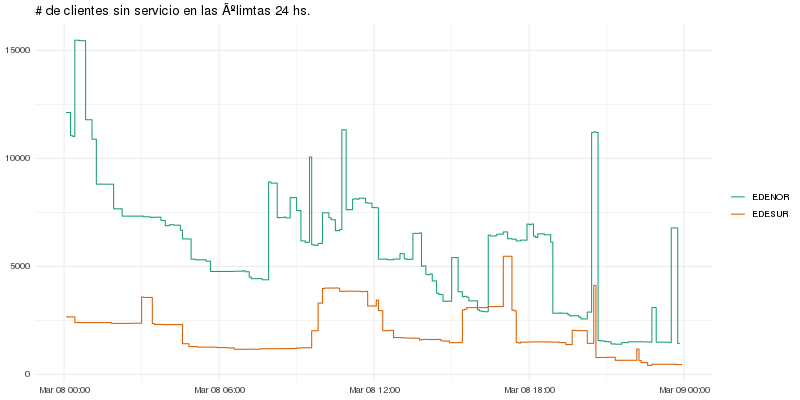 # de clientes sin servicio en las Ãºlimtas 24 hs.
15000
10000
5000
0
Mar 08 00:00
Mar 08 06:00
Mar 08 12:00
Mar 08 18:00
Mar 09 00:00
EDENOR
EDESUR